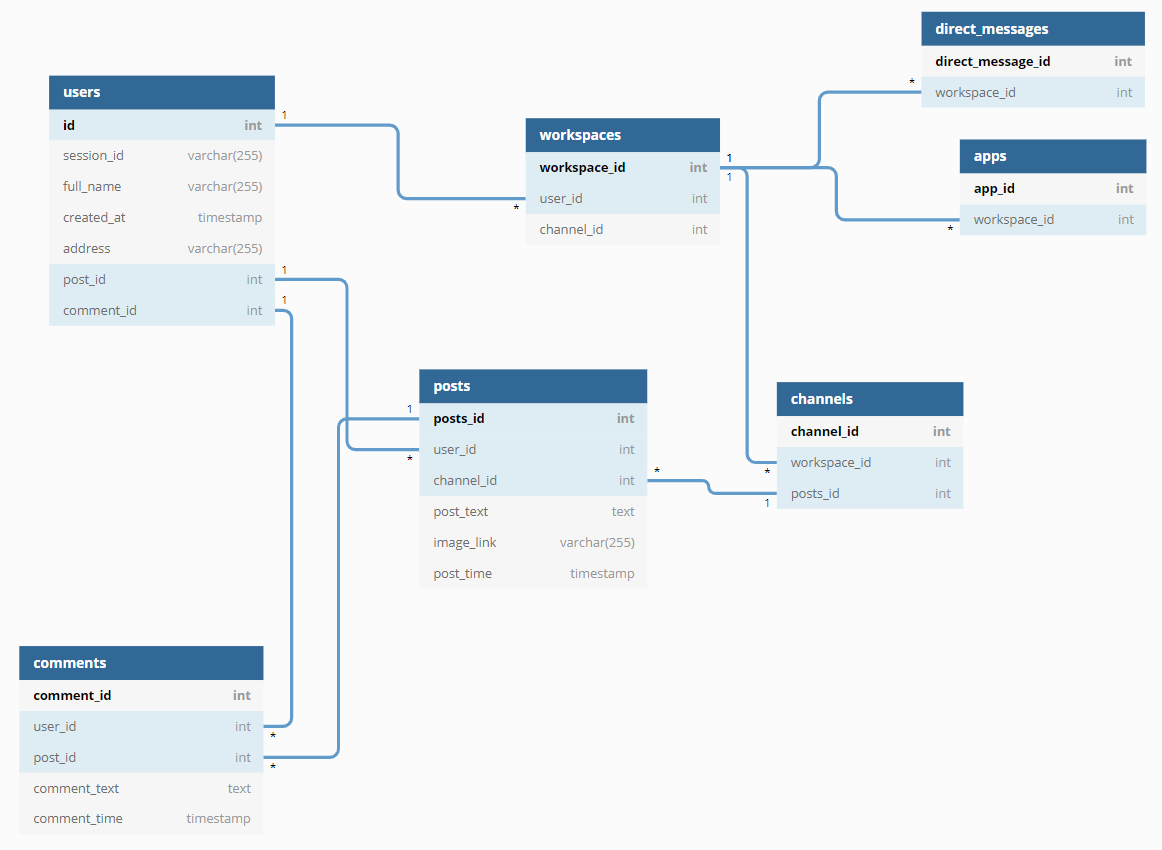 direct_messages
direct_message_id int
* workspace_id int
users
id int 1
session_id varchar(255)
full_name varchar(255)
created_at timestamp
address varchar(255)
post_id int 1
comment_id int 1
workspaces
workspace_id int 1
1
* user_id int
channel_id int
apps
app_id int
* workspace_id int
posts
1 posts_id int
* user_id int
channel_id int *
post_text text
image_link varchar(255)
post_time timestamp
channels
channel_id int
* workspace_id int
1 posts_id int
comments
comment_id int
user_id int *
post_id int *
comment_text text
comment_time timestamp